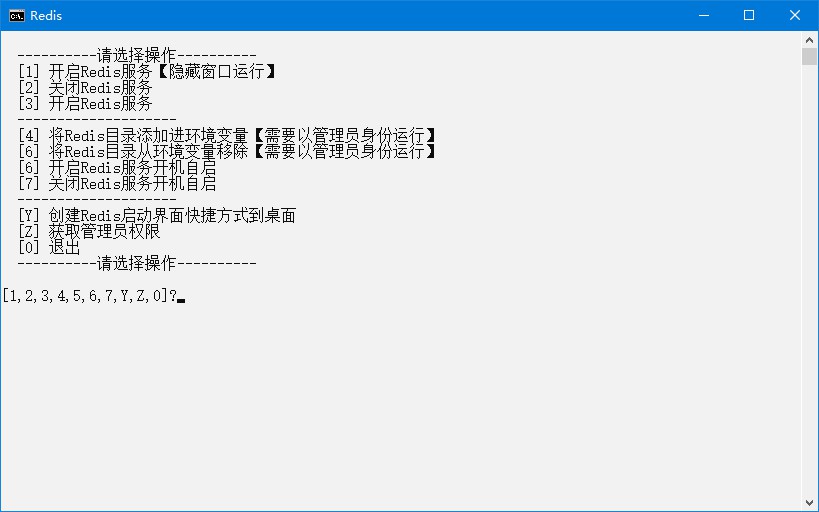 Redis
----------请选择操作----------
[1] 开启Redis服务【隐藏窗口运行】
[2] 关闭Redis服务
[3] 开启Redis服务
--------------------
[4] 将Redis目录添加进环境变量【需要以管理员身份运行】
[6] 将Redis目录从环境变量移除【需要以管理员身份运行】
[6] 开启Redis服务开机自启
[7] 关闭Redis服务开机自启
--------------------
[Y] 创建Redis启动界面快捷方式到桌面
[Z] 获取管理员权限
[0] 退出
----------请选择操作----------
[1,2,3,4,5,6,7,Y,Z,0]?